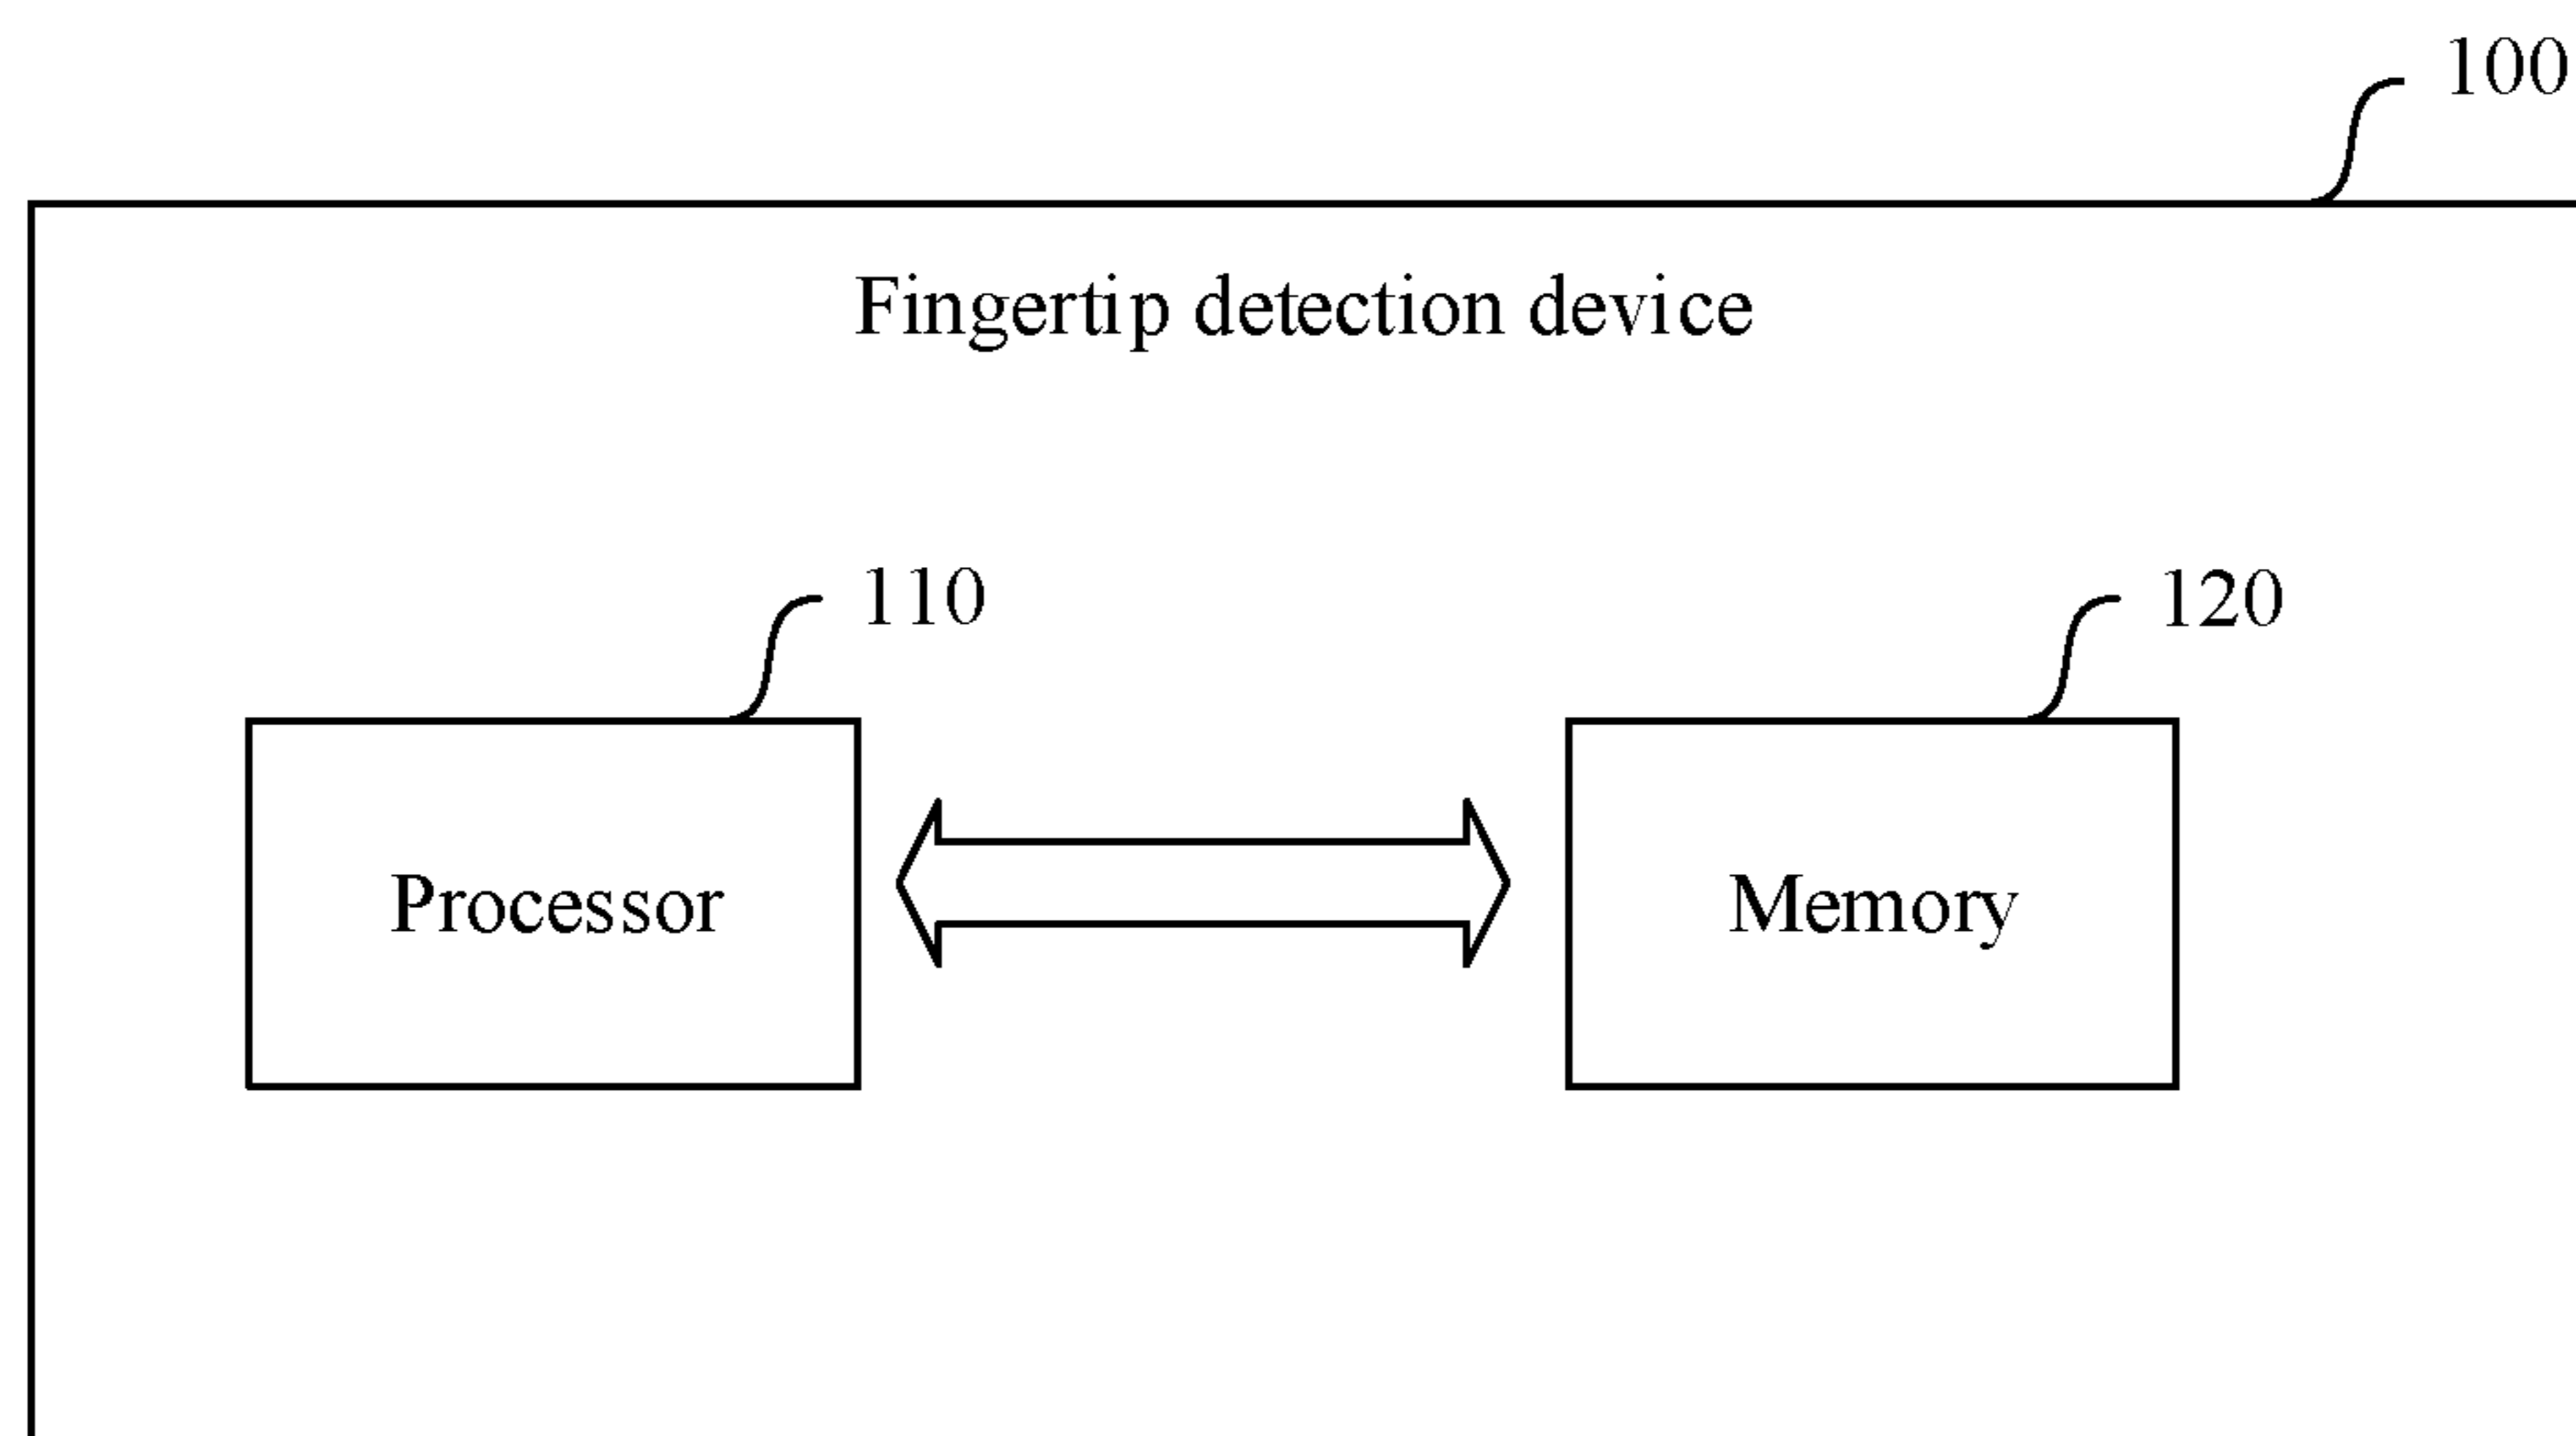 100
Fingertip detection device
110
120
Processor
Memory